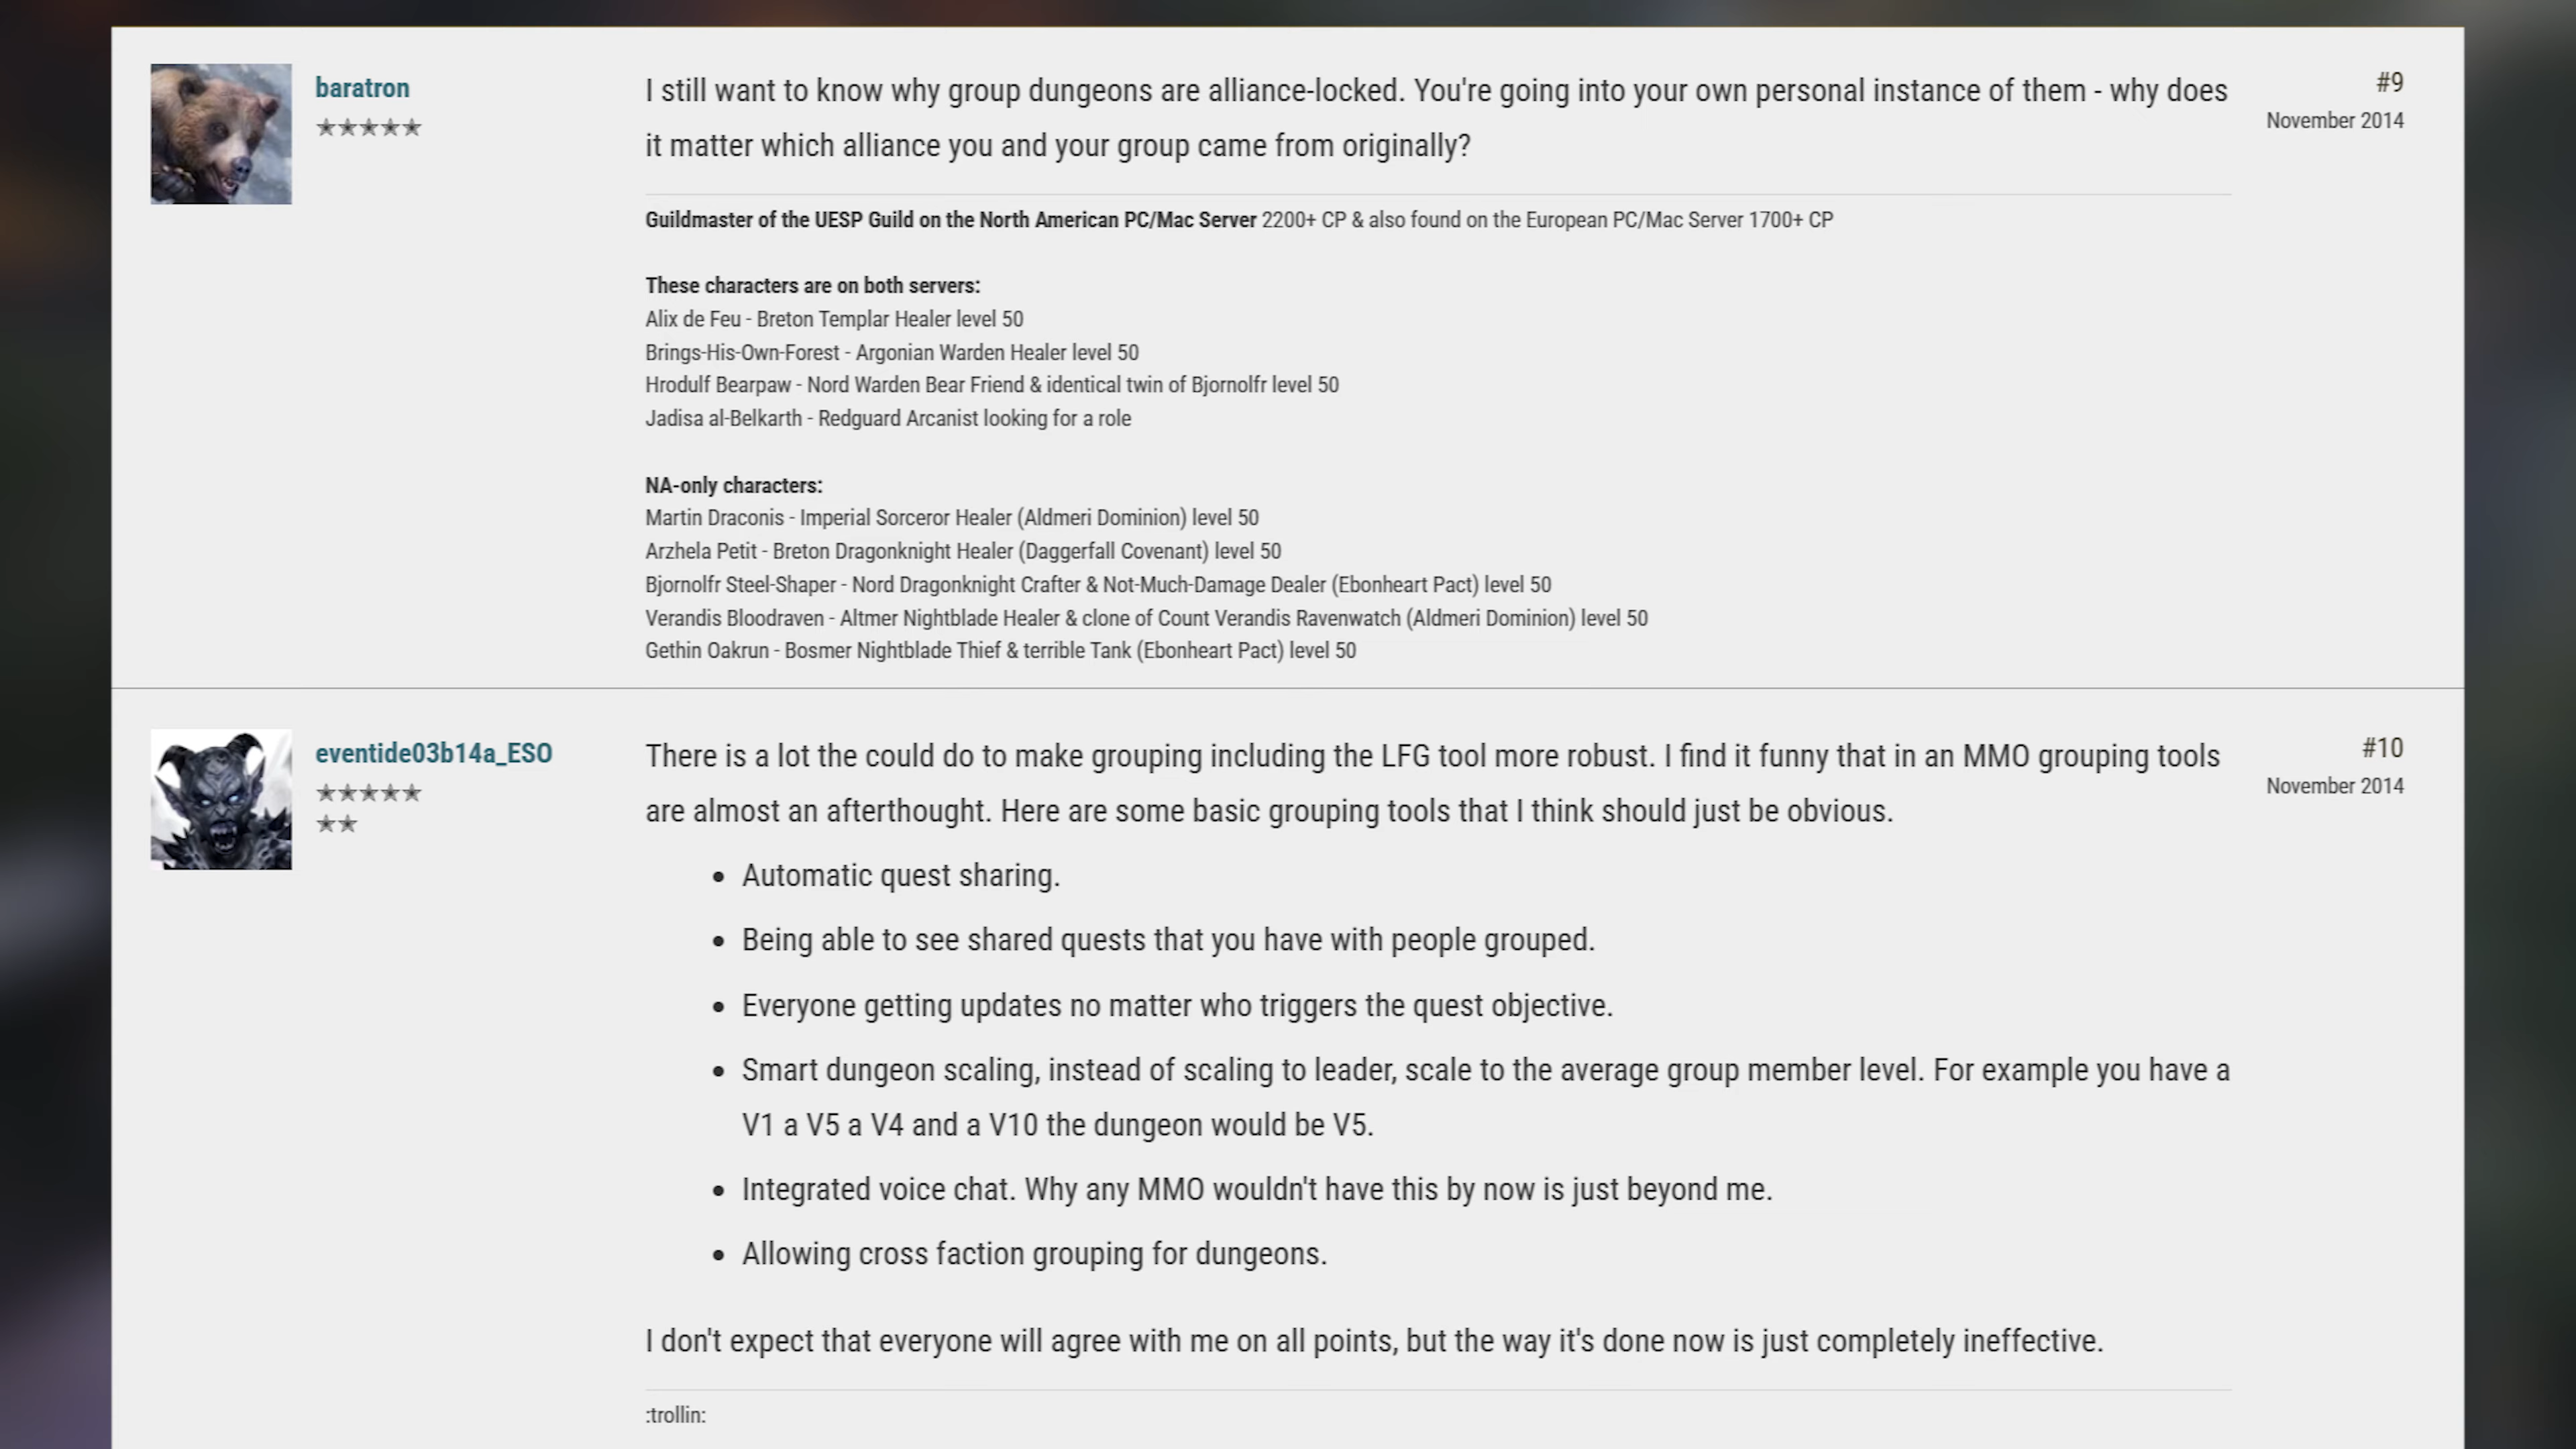 baratron
★★★★★
I still want to know why group dungeons are alliance-locked. You're going into your own personal instance of them - why does
it matter which alliance you and your group came from originally?
#9
November 2014
Guildmaster of the UESP Guild on the North American PC/Mac Server 2200+ CP & also found on the European PC/Mac Server 1700+ CP
These characters are on both servers:
Alix de Feu - Breton Templar Healer level 50
Brings-His-Own-Forest - Argonian Warden Healer level 50
Hrodulf Bearpaw - Nord Warden Bear Friend & identical twin of Bjornolfr level 50
Jadisa al-Belkarth - Redguard Arcanist looking for a role
NA-only characters:
Martin Draconis - Imperial Sorceror Healer (Aldmeri Dominion) level 50
Arzhela Petit - Breton Dragonknight Healer (Daggerfall Covenant) level 50
Bjornolfr Steel-Shaper - Nord Dragonknight Crafter & Not-Much-Damage Dealer (Ebonheart Pact) level 50
Verandis Bloodraven - Altmer Nightblade Healer & clone of Count Verandis Ravenwatch (Aldmeri Dominion) level 50
Gethin Oakrun - Bosmer Nightblade Thief & terrible Tank (Ebonheart Pact) level 50
eventide03b14a_ESO
★★★★★
★★
There is a lot the could do to make grouping including the LFG tool more robust. I find it funny that in an MMO grouping tools
are almost an afterthought. Here are some basic grouping tools that I think should just be obvious.
#10
November 2014
• Automatic quest sharing.
• Being able to see shared quests that you have with people grouped.
• Everyone getting updates no matter who triggers the quest objective.
• Smart dungeon scaling, instead of scaling to leader, scale to the average group member level. For example you have a
V1 a V5 a V4 and a V10 the dungeon would be V5.
• Integrated voice chat. Why any MMO wouldn't have this by now is just beyond me.
• Allowing cross faction grouping for dungeons.
I don't expect that everyone will agree with me on all points, but the way it's done now is just completely ineffective.
:trollin: